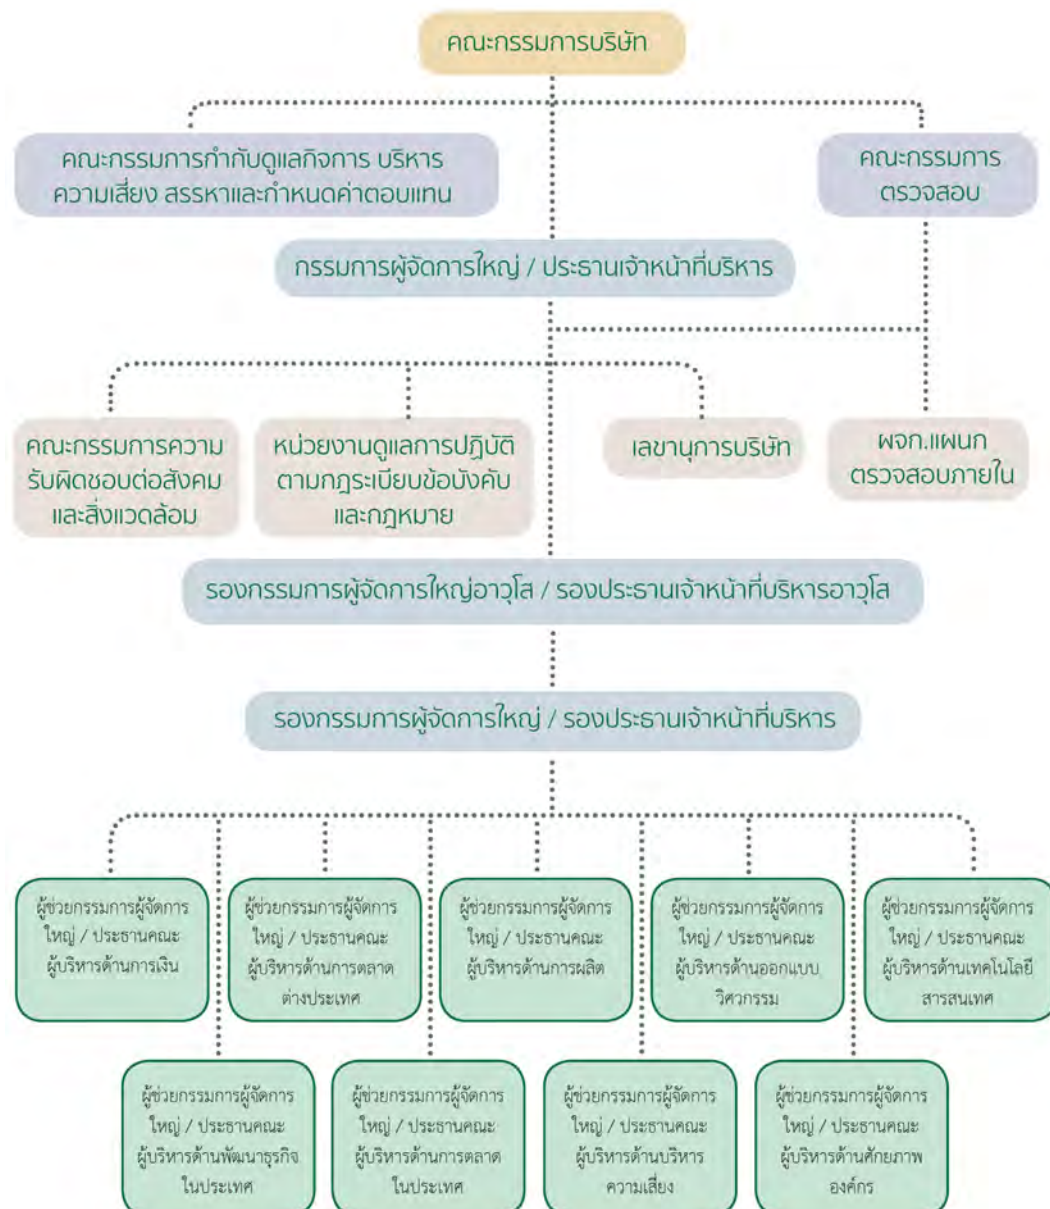 คณะกรรมการบริษัท
คณะกรรมการกำกับดูแลกิจการ บริหาร
ความเสี่ยง สรรหาและกำหนดค่าตอบแทน
คณะกรรมการ
ตรวจสอบ
กรรมการผู้จัดการใหญ่ / ประธานเจ้าหน้าที่บริหาร
คณะกรรมการความ
รับผิดชอบต่อสังคม
และสิ่งแวดล้อม
หน่วยงานดูแลการปฏิบัติ
ตามกฎระเบียบข้อบังคับ
และกฎหมาย
เลขานุการบริษัท
ผจก.แผนก
ตรวจสอบภายใน
รองกรรมการผู้จัดการใหญ่อาวุโส / รองประธานเจ้าหน้าที่บริหารอาวุโส
รองกรรมการผู้จัดการใหญ่ / รองประธานเจ้าหน้าที่บริหาร
ผู้ช่วยกรรมการผู้จัดการ
ใหญ่ / ประธานคณะ
ผู้บริหารด้านการเงิน
ผู้ช่วยกรรมการผู้จัดการ
ใหญ่ / ประธานคณะ
ผู้บริหารด้านการตลาด
ต่างประเทศ
ผู้ช่วยกรรมการผู้จัดการ
ใหญ่ / ประธานคณะ
ผู้บริหารด้านการผลิต
ผู้ช่วยกรรมการผู้จัดการ
ใหญ่ / ประธานคณะ
ผู้บริหารด้านออกแบบ
วิศวกรรม
ผู้ช่วยกรรมการผู้จัดการ
ใหญ่ / ประธานคณะ
ผู้บริหารด้านเทคโนโลยี
สารสนเทศ
ผู้ช่วยกรรมการผู้จัดการ
ใหญ่ / ประธานคณะ
ผู้บริหารด้านพัฒนาธุรกิจ
ในประเทศ
ผู้ช่วยกรรมการผู้จัดการ
ใหญ่ / ประธานคณะ
ผู้บริหารด้านการตลาด
ในประเทศ
ผู้ช่วยกรรมการผู้จัดการ
ใหญ่ / ประธานคณะ
ผู้บริหารด้านบริหาร
ความเสี่ยง
ผู้ช่วยกรรมการผู้จัดการ
ใหญ่ / ประธานคณะ
ผู้บริหารด้านศักยภาพ
องค์กร